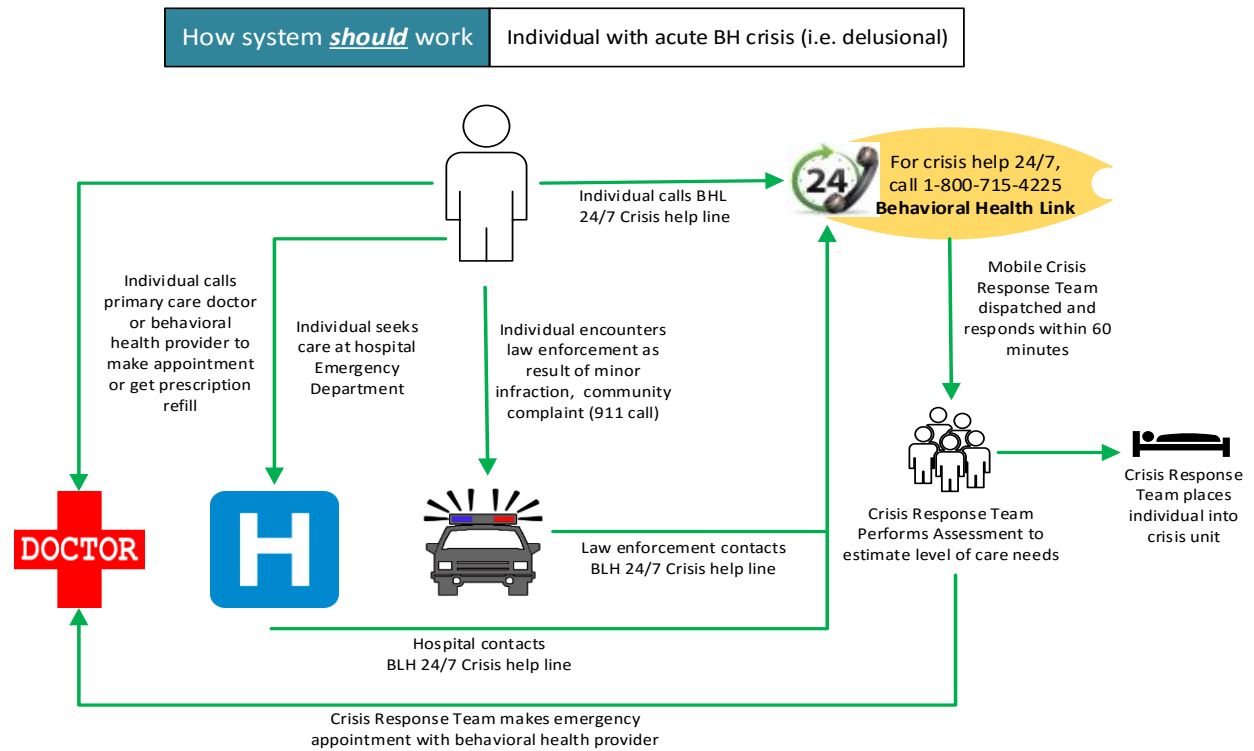 How system should work
Individual with acute BH crisis (i.e. delusional)
24
For crisis help 24/7,
call 1-800-715-4225
Behavioral Health Link
Individual calls BHL
24/7 Crisis help line
Individual calls
primary care doctor
or behavioral
health provider to
make appointment
or get prescription
refill
Individual seeks
care at hospital
Emergency
Department
Individual encounters
law enforcement as
result of minor
infraction, community
complaint (911 call)
Mobile Crisis
Response Team
dispatched and
responds within 60
minutes
DOCTOR
H
Law enforcement contacts
BLH 24/7 Crisis help line
Crisis Response Team
Performs Assessment to
estimate level of care needs
Crisis Response
Team places
individual into
crisis unit
Hospital contacts
BLH 24/7 Crisis help line
Crisis Response Team makes emergency
appointment with behavioral health provider